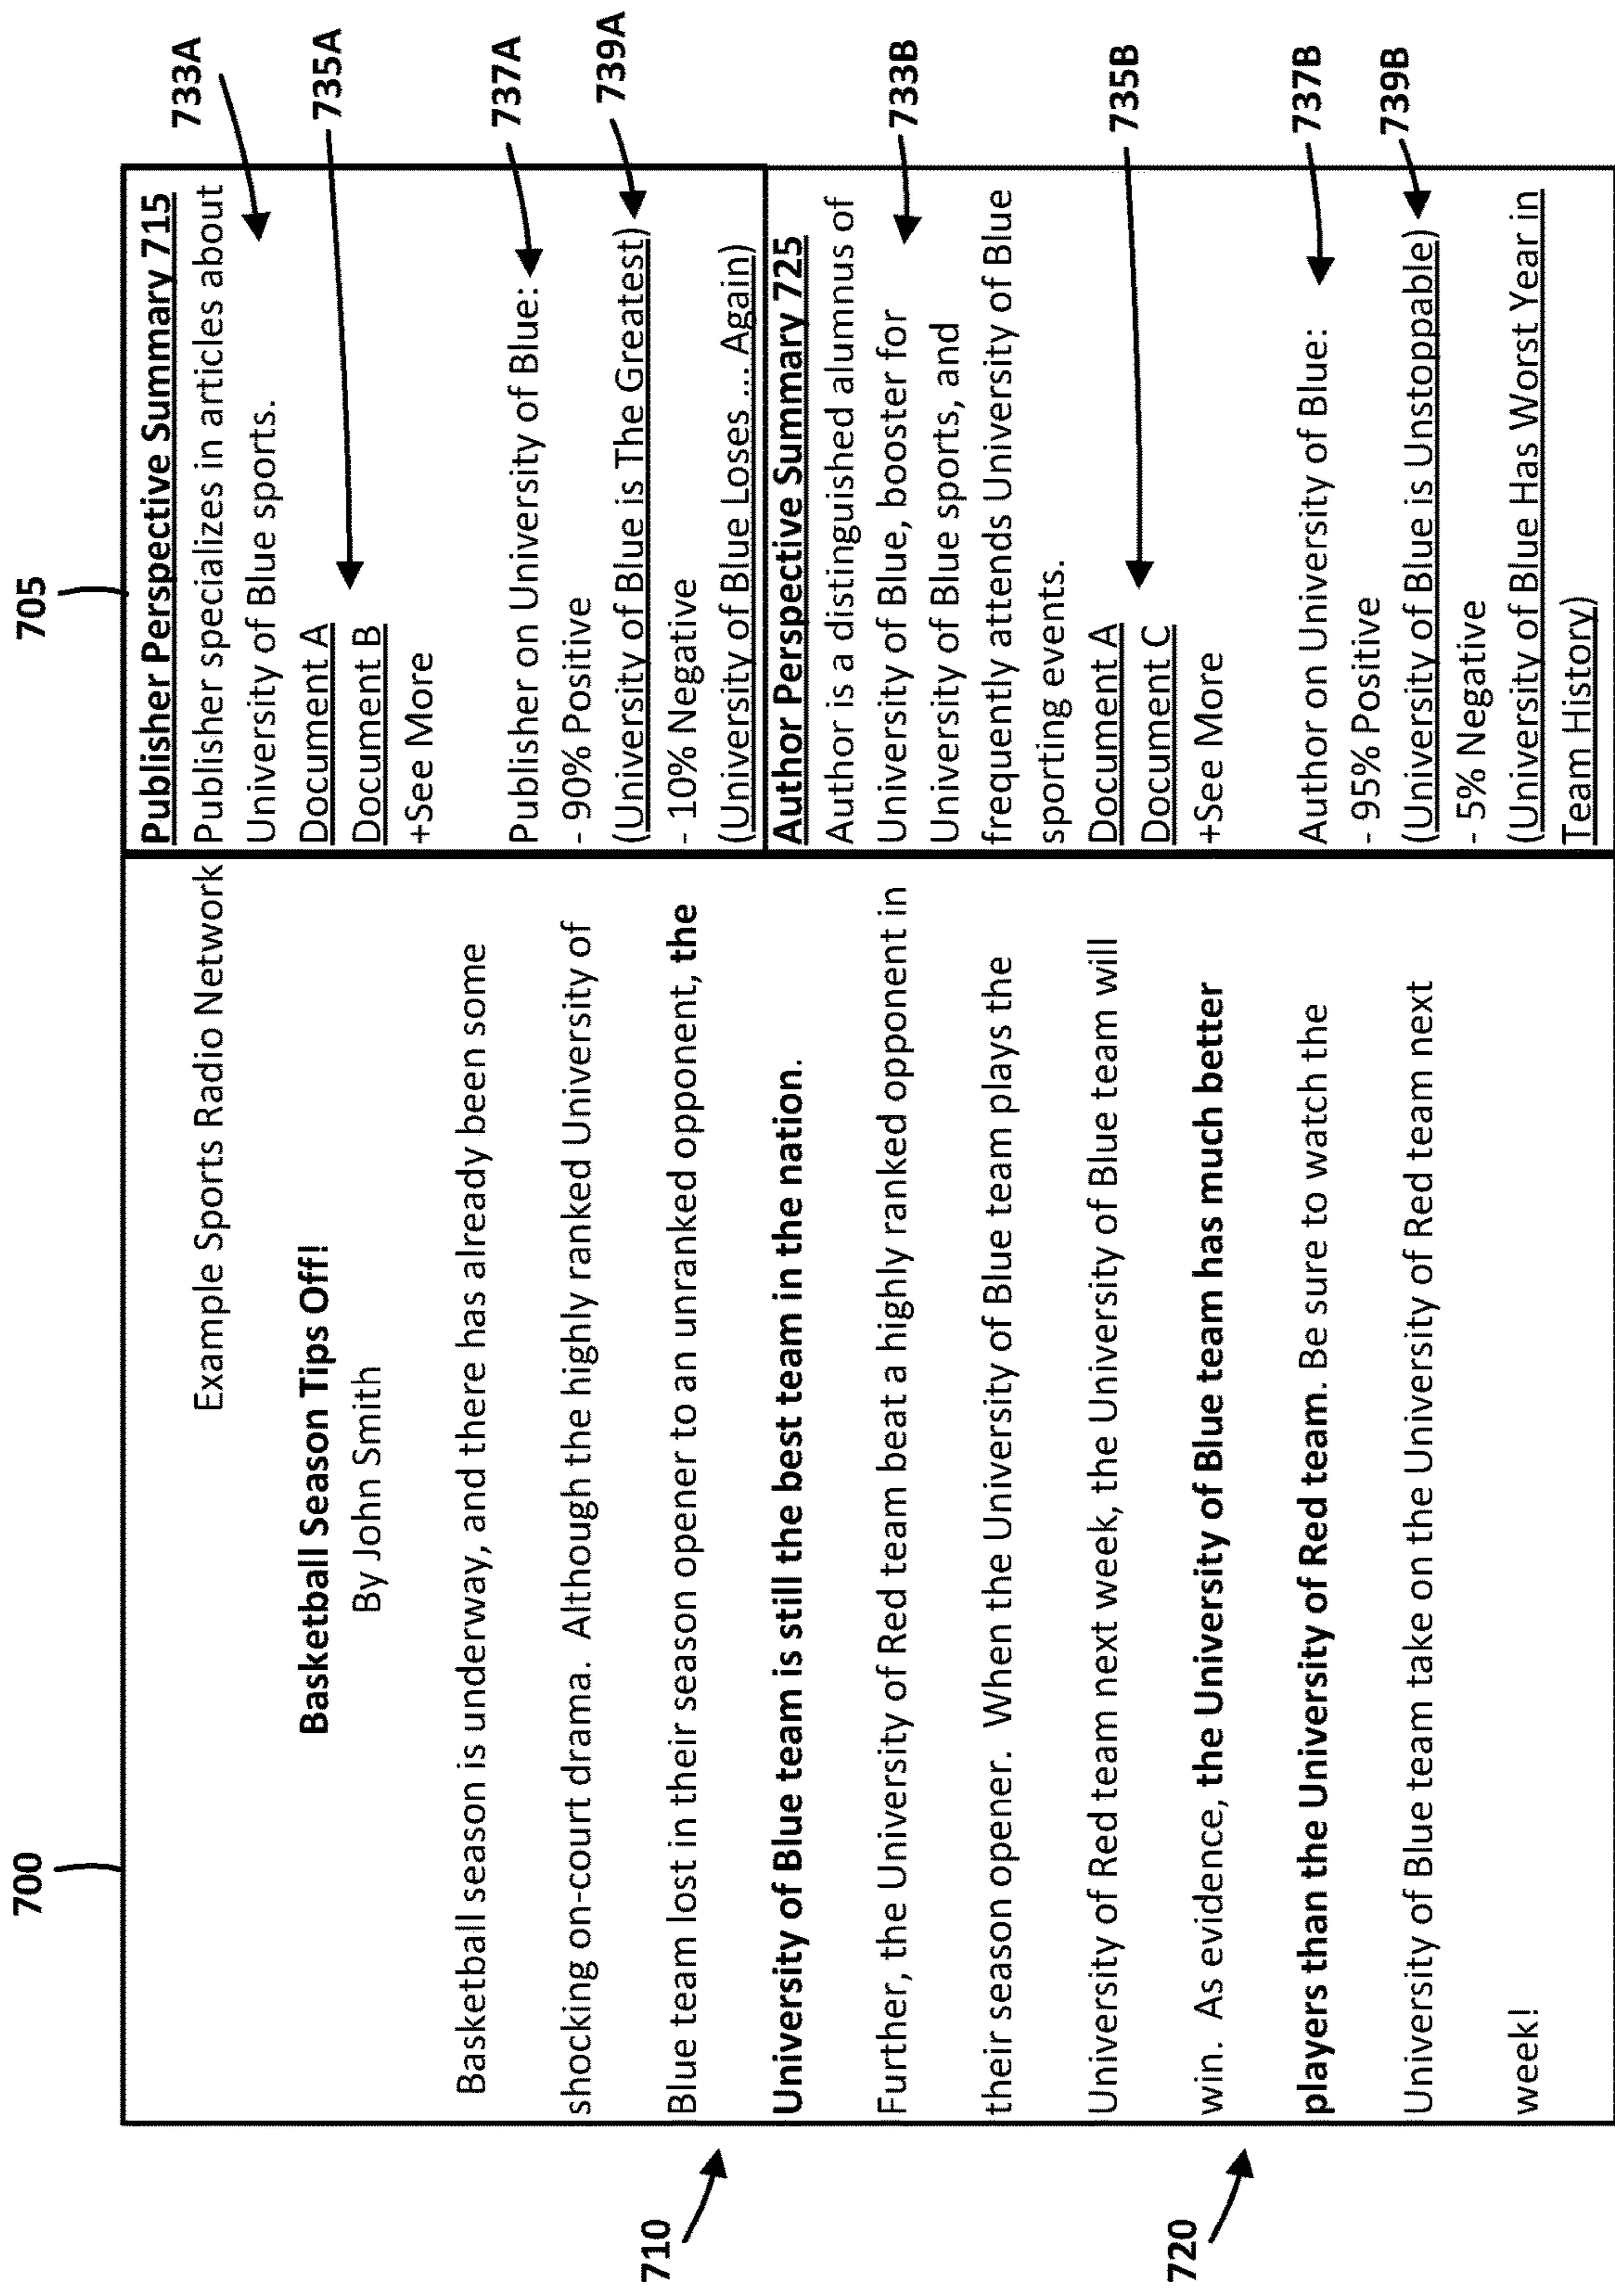 700
705
Example Sports Radio Network
Basketball Season Tips Off!
By John Smith
Basketball season is underway, and there has already been some
shocking on-court drama. Although the highly ranked University of
Blue team lost in their season opener to an unranked opponent, the
University of Blue team is still the best team in the nation.
Further, the University of Red team beat a highly ranked opponent in
their season opener. When the University of Blue team plays the
University of Red team next week, the University of Blue team will
win. As evidence, the University of Blue team has much better
players than the University of Red team. Be sure to watch the
University of Blue team take on the University of Red team next
week!
710
720
Publisher Perspective Summary 715
Publisher specializes in articles about
University of Blue sports.
Document A
Document B
+See More
Publisher on University of Blue:
- 90% Positive
(University of Blue is The Greatest)
- 10% Negative
(University of Blue Loses ... Again)
Author Perspective Summary 725
Author is a distinguished alumnus of
University of Blue, booster for
University of Blue sports, and
frequently attends University of Blue
sporting events.
Document A
Document C
+See More
Author on University of Blue:
- 95% Positive
(University of Blue is Unstoppable)
- 5% Negative
(University of Blue Has Worst Year in
Team History)
733A
735A
737A
739A
733B
735B
737B
739B